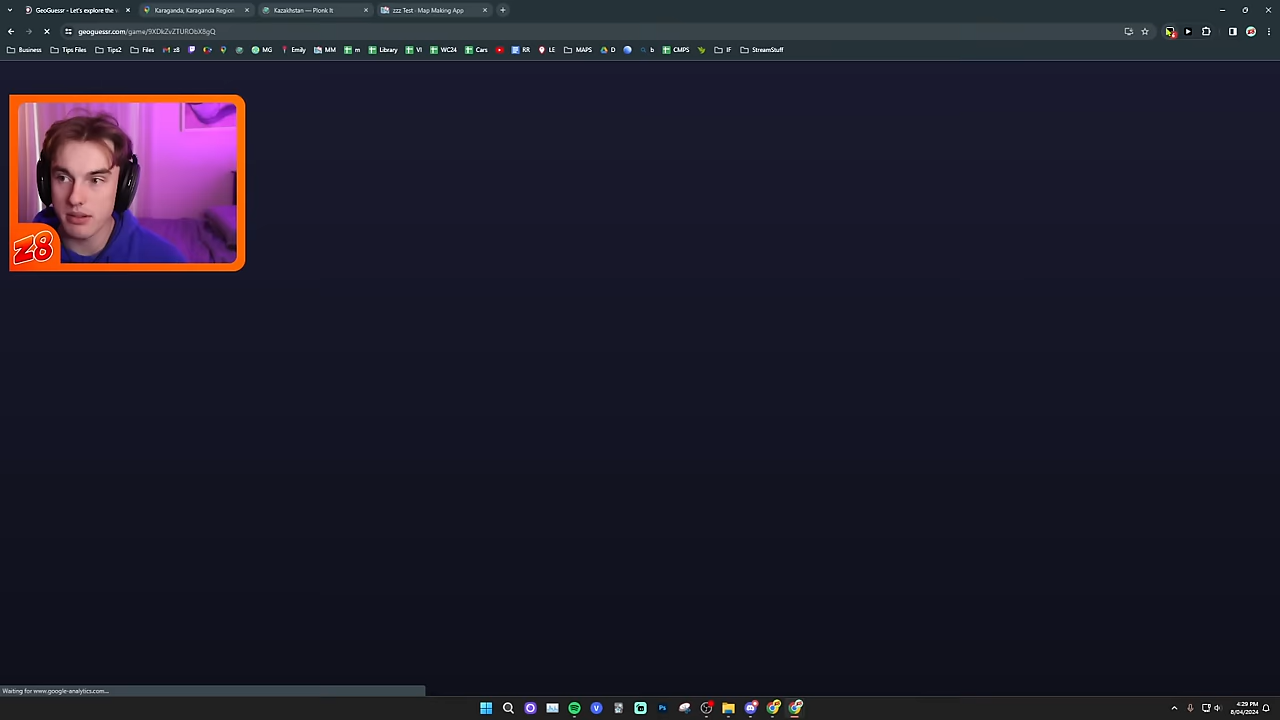 GeoGuessr - Let's explore the w
Karaganda, Karaganda Region
Kazakhstan — Plonk It
zzz Test - Map Making App
geoguessr.com/game/9XDkZvZTURObX8gQ
Business Tips Files Tips2 Files z8 MG Emily MM m Library VI WC24 Cars RR LE MAPS D b CMPS IF StreamStuff
z8
Waiting for www.google-analytics.com...
4:29 PM
8/04/2024